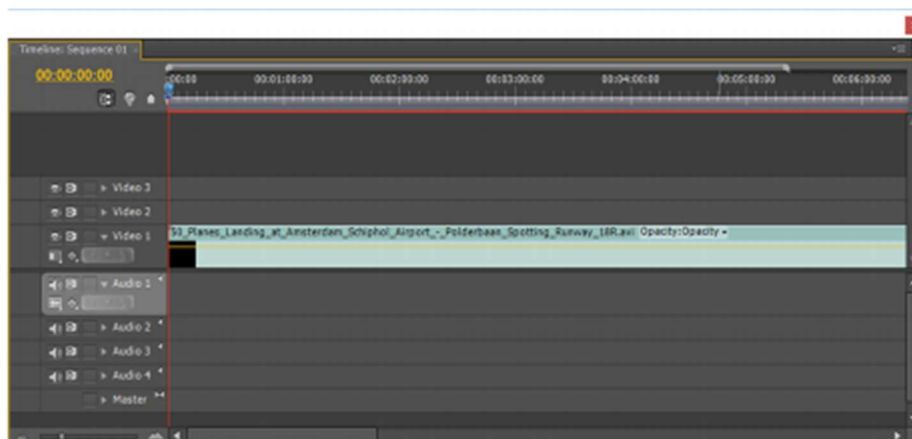 Timeline: Sequence 01
00:00:00:00
:00:00 00:01:00:00 00:02:00:00 00:03:00:00 00:04:00:00 00:05:00:00 00:06:00:00
Video 3
Video 2
Video 1 50_Planes_Landing_at_Amsterdam_Schiphol_Airport_-_Polderbaan_Spotting_Runway_18R.avi Opacity:Opacity
Audio 1
Audio 2
Audio 3
Audio 4
Master